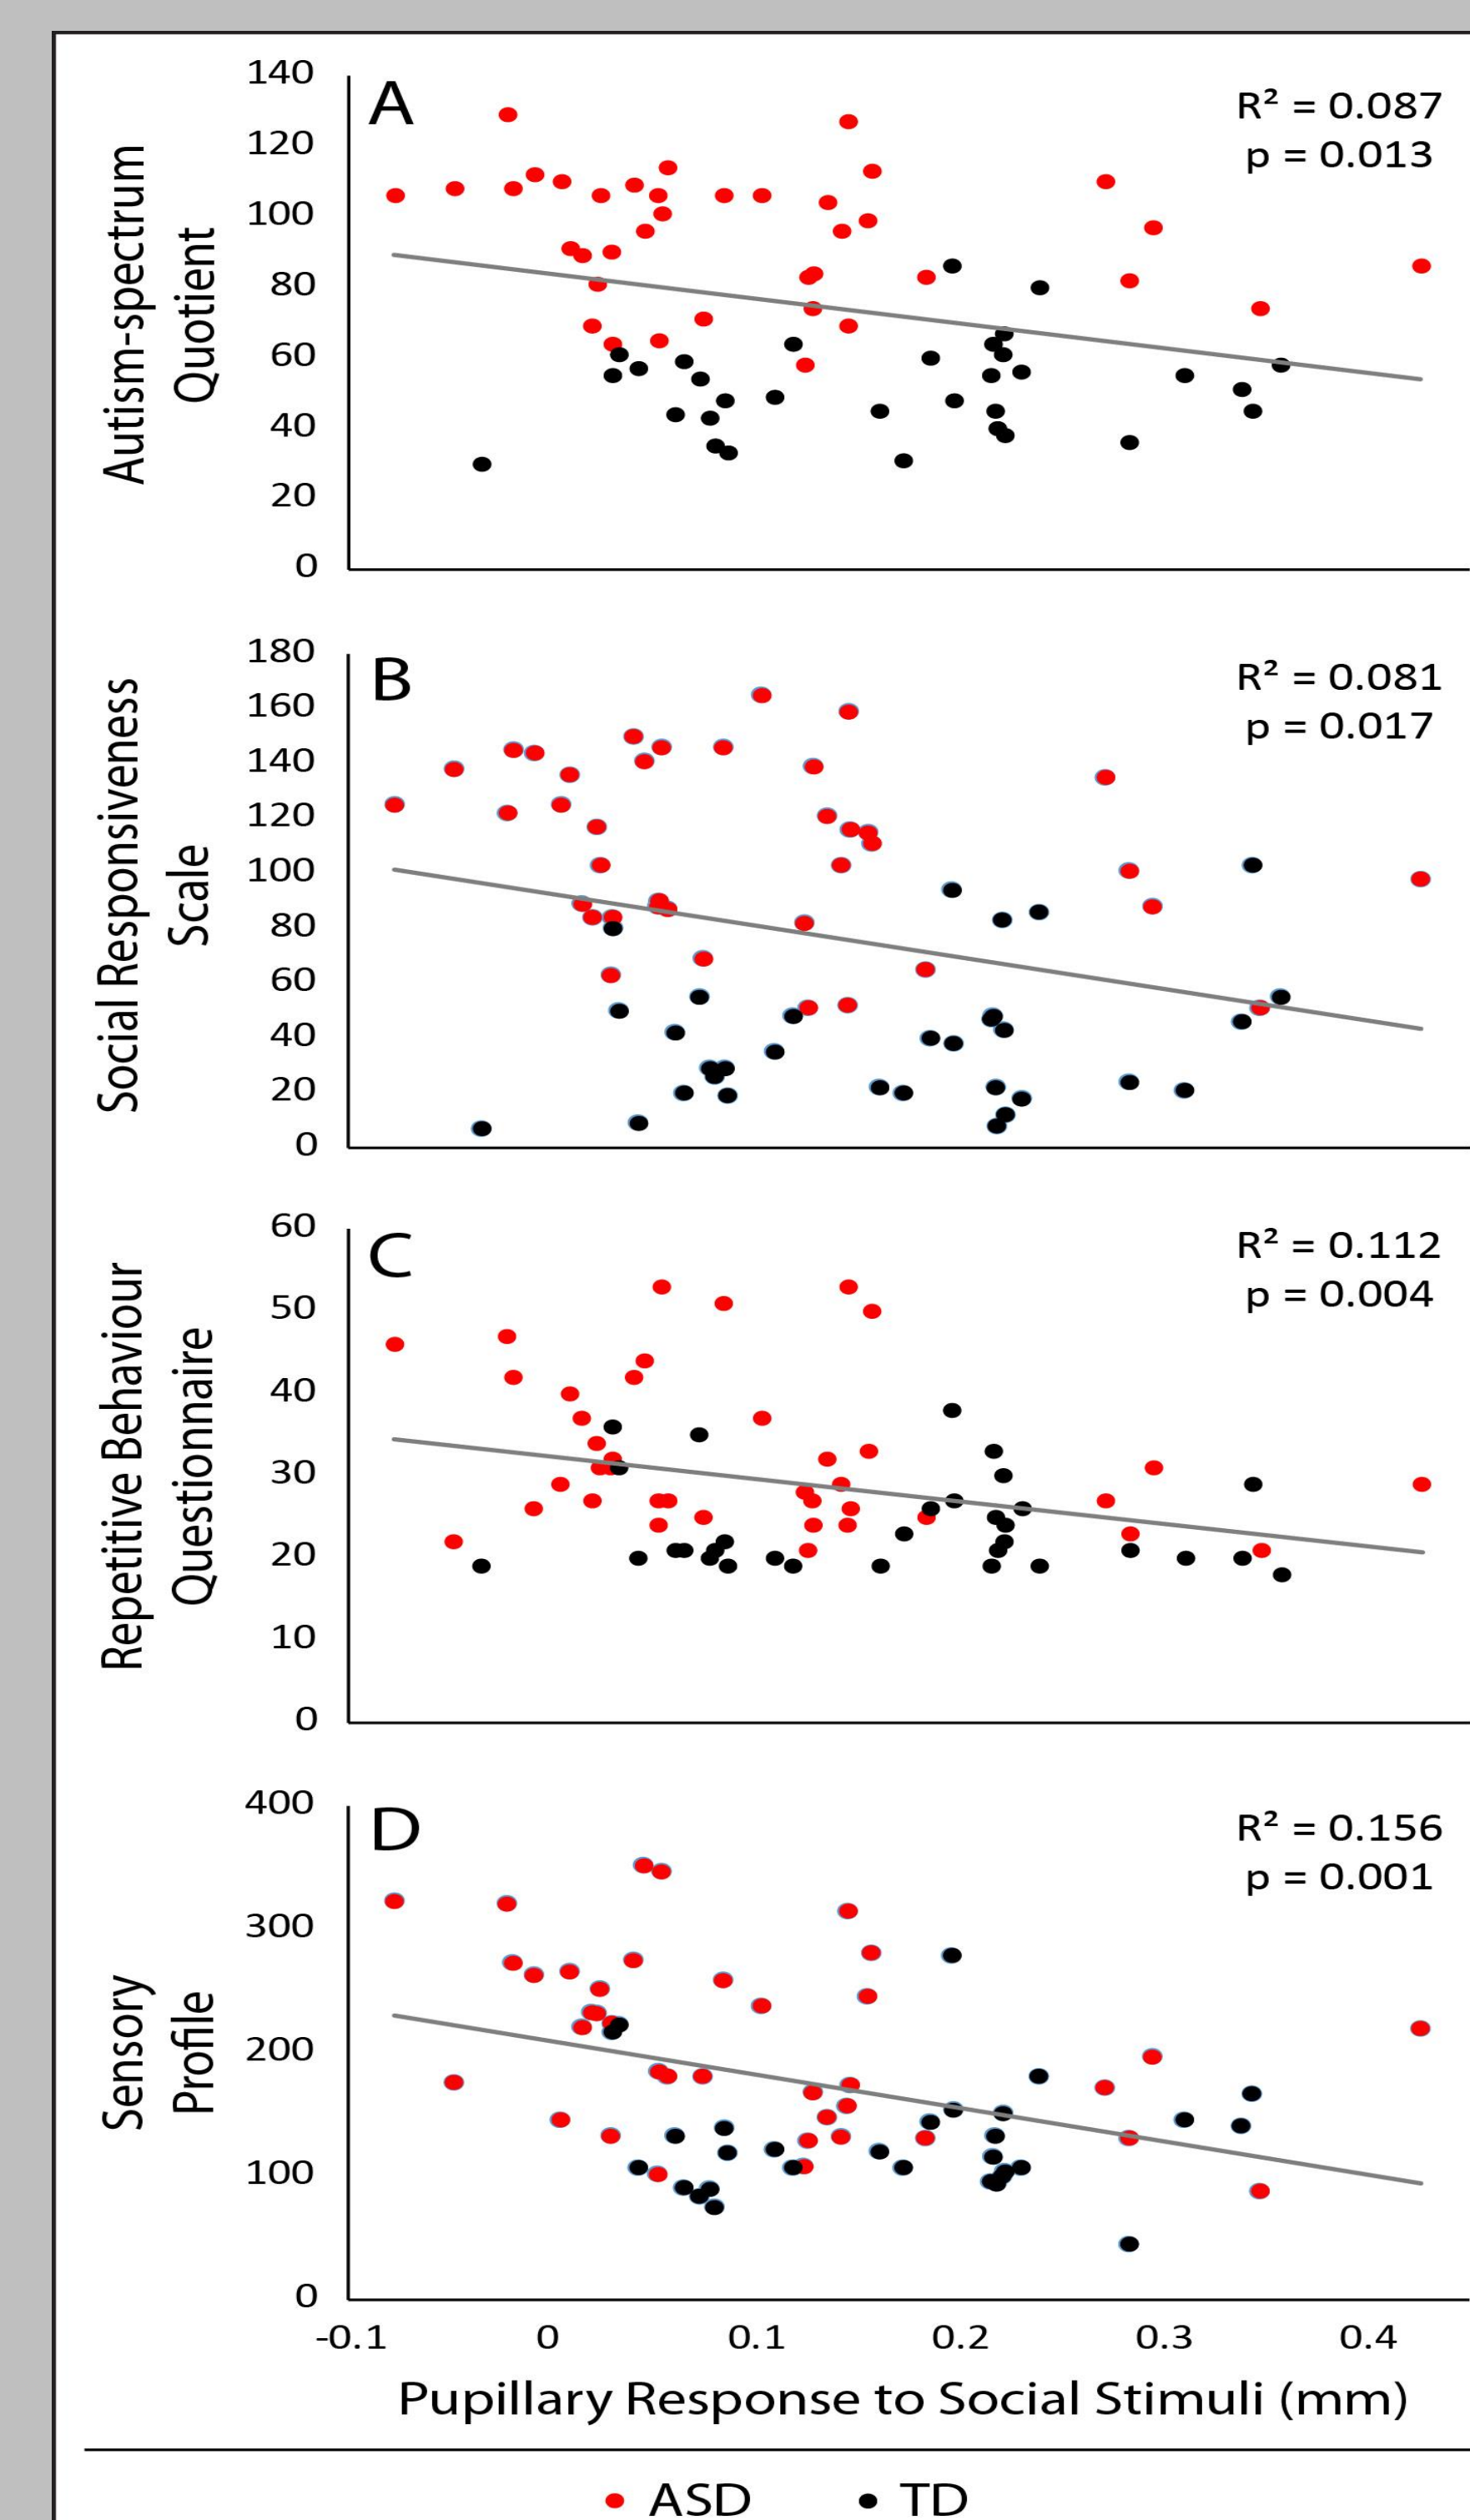 140
A
R² = 0.087
120
p = 0.013
100
80
60
40
20
0
Autism-spectrum
Quotient
180
B
R² = 0.081
160
p = 0.017
140
120
100
80
60
40
20
0
Social Responsiveness
Scale
60
C
R² = 0.112
p = 0.004
50
40
30
20
10
0
Repetitive Behaviour
Questionnaire
400
D
R² = 0.156
p = 0.001
300
200
100
0
Sensory
Profile
-0.1 0 0.1 0.2 0.3 0.4
Pupillary Response to Social Stimuli (mm)
ASD TD